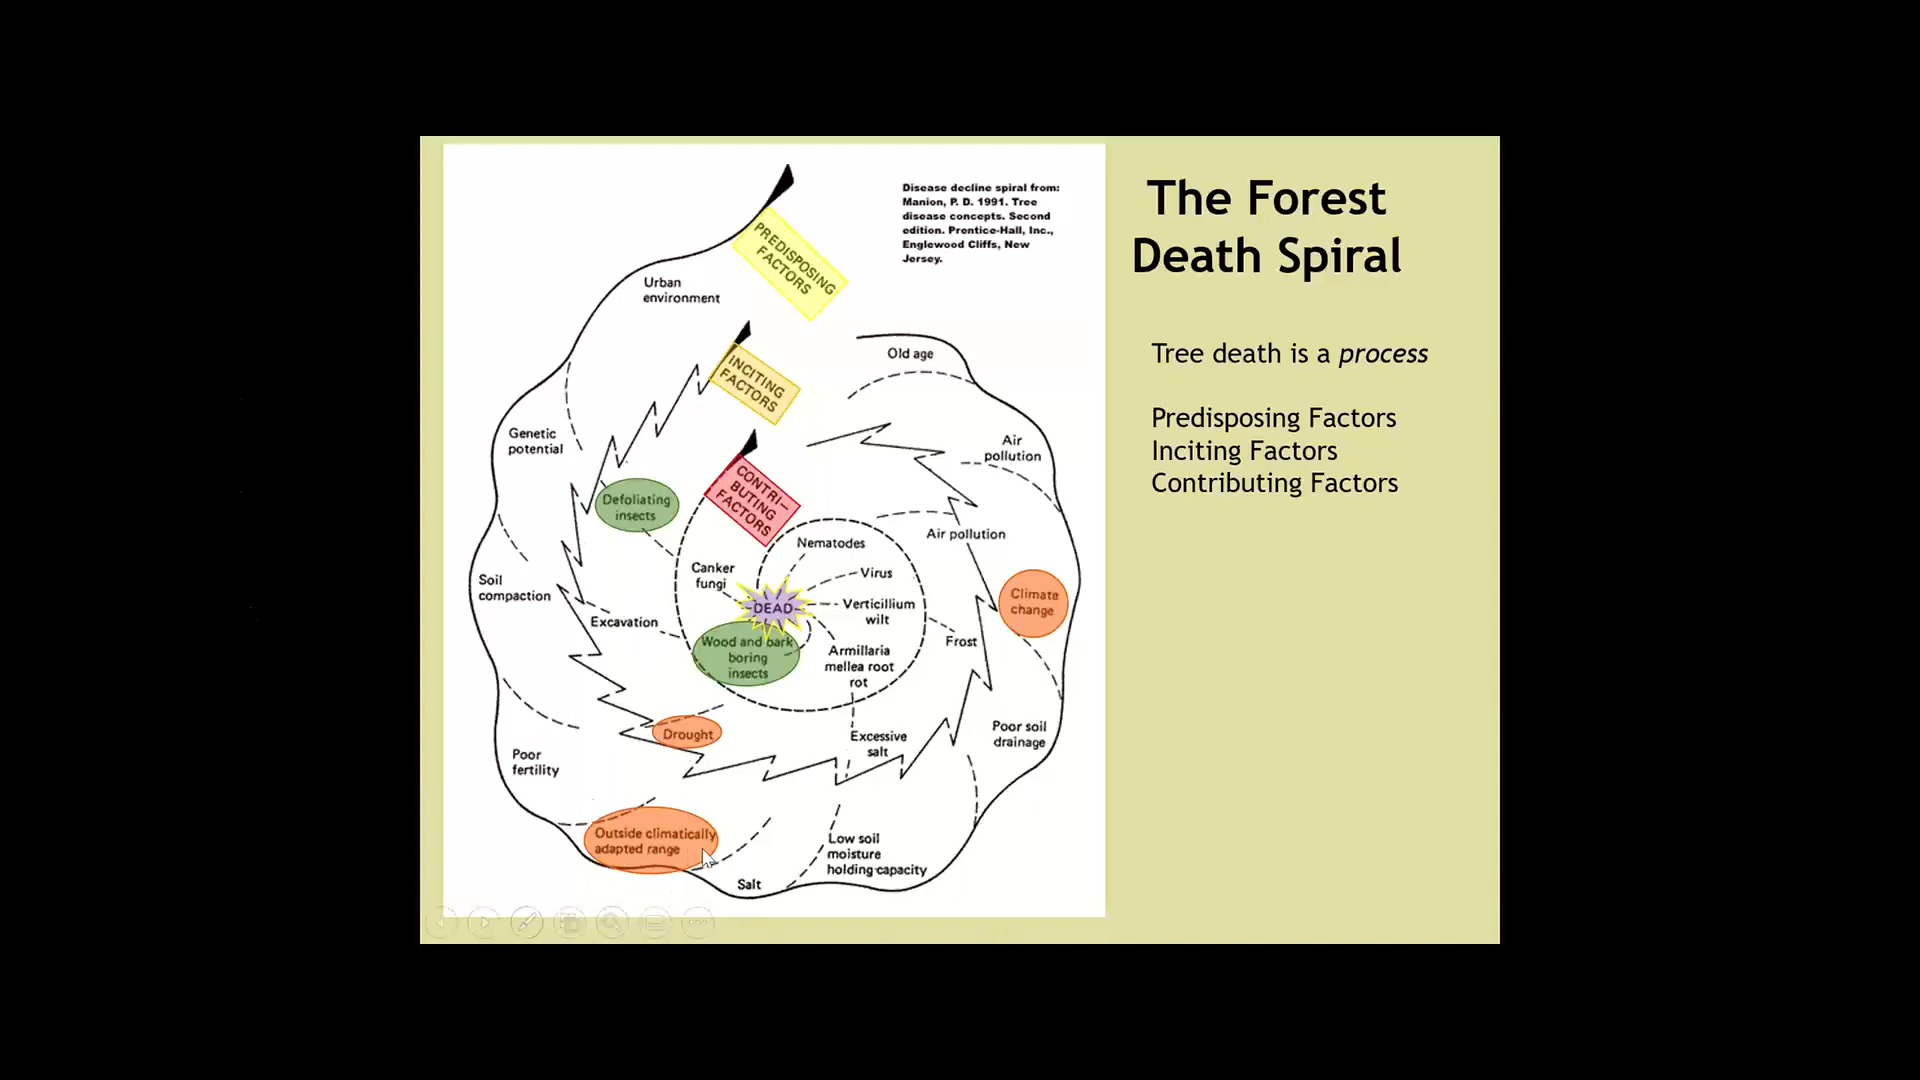 The Forest
Death Spiral
Tree death is a process
Predisposing Factors
Inciting Factors
Contributing Factors
Disease decline spiral from:
Manion, P. D. 1991. Tree
disease concepts. Second
edition. Prentice-Hall, Inc.,
Englewood Cliffs, New
Jersey.
PREDISPOSING
FACTORS
Urban
environment
INCITING
FACTORS
Old age
Genetic
potential
Air
pollution
CONTRI-
BUTING
FACTORS
Defoliating
insects
Air pollution
Nematodes
Canker
fungi
Virus
Soil
compaction
Climate
change
DEAD
Verticillium
wilt
Excavation
Frost
Wood and bark
boring
insects
Armillaria
mellea root
rot
Drought
Excessive
salt
Poor soil
drainage
Poor
fertility
Outside climatically
adapted range
Low soil
moisture
holding capacity
Salt